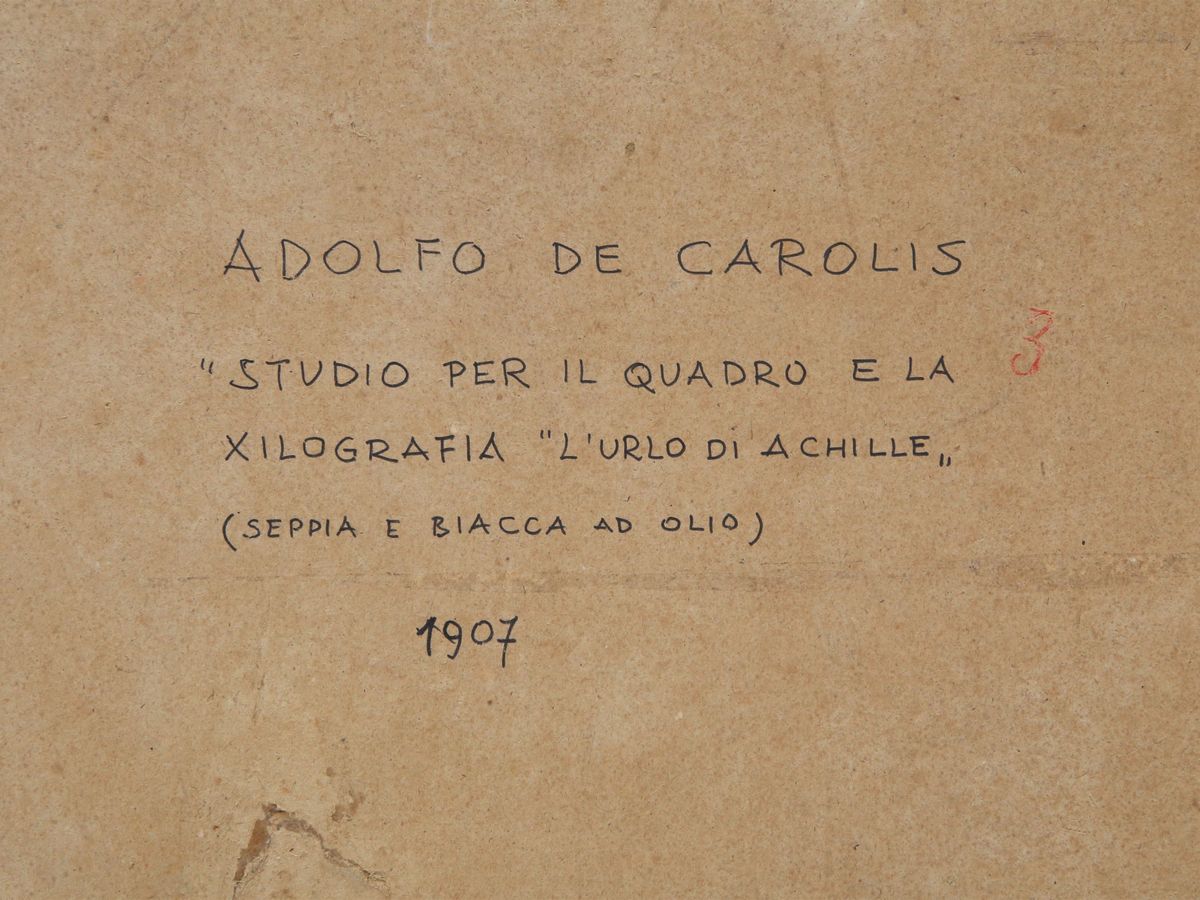 ADOLFO DE CAROLIS
3
"STUDIO PER IL QUADRO E LA
XILOGRAFIA "L'URLO DI ACHILLE„
(SEPPIA E BIACCA AD OLIO)
1907